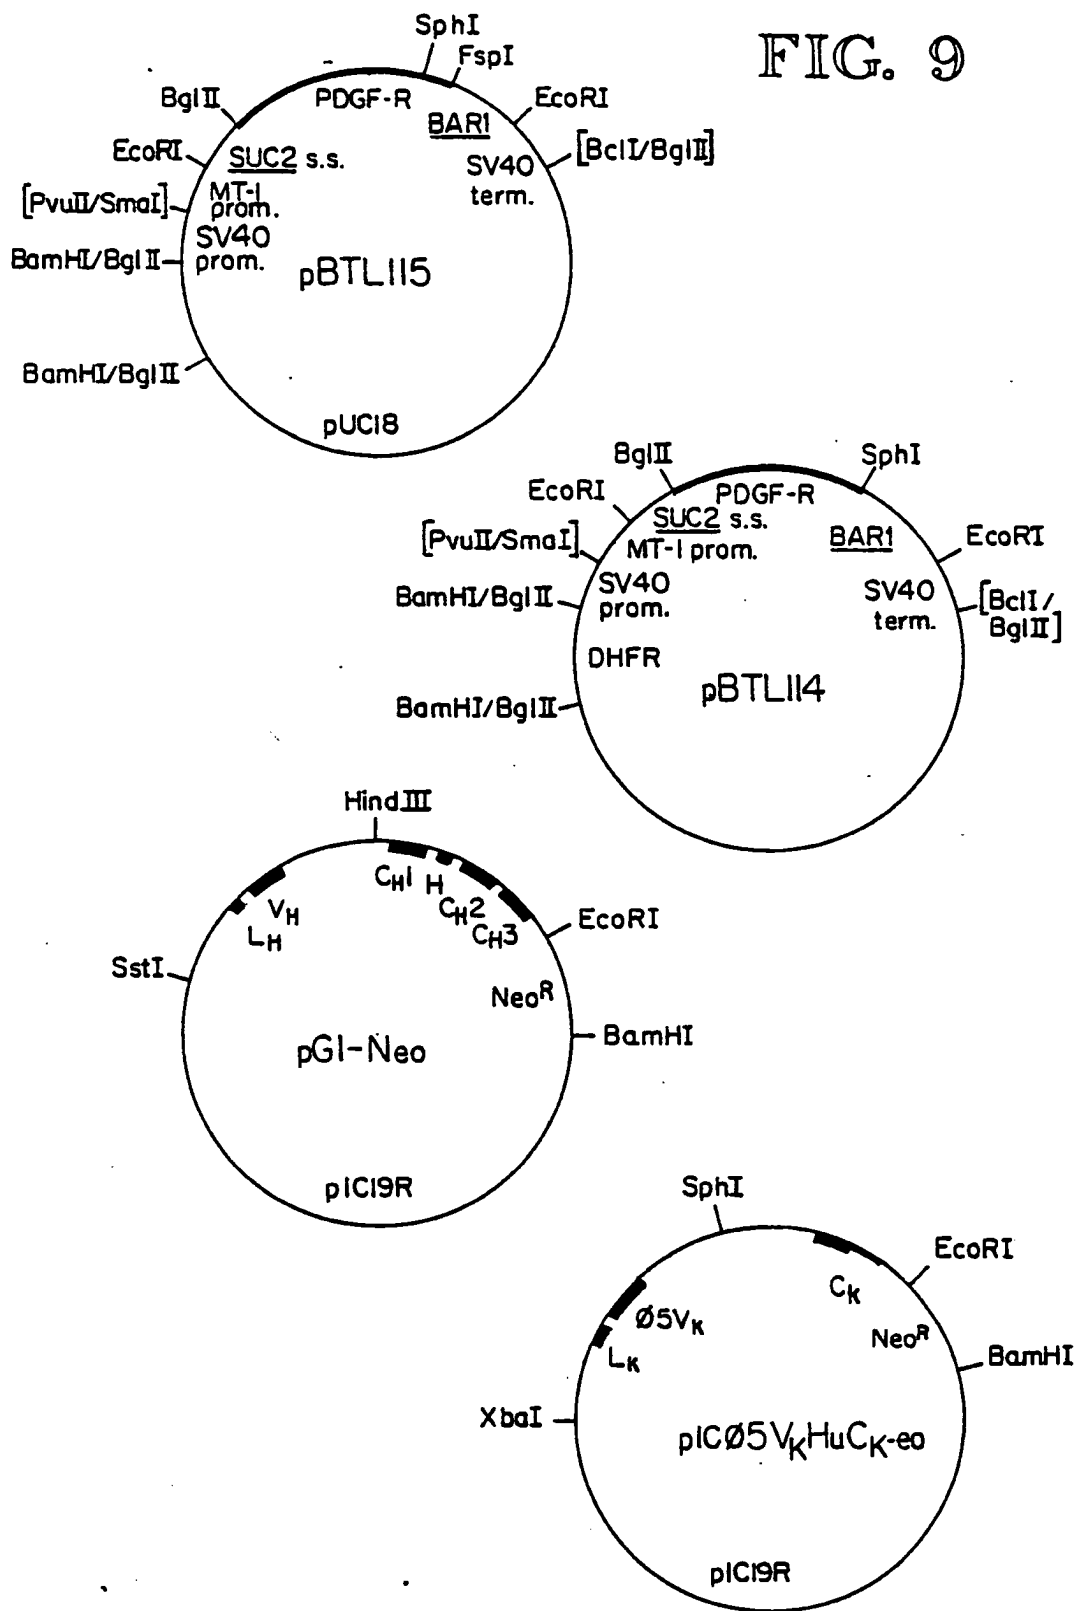 FIG. 9
SphI
FspI
BglII
PDGF-R
EcoRI
BAR1
EcoRI
SUC2 s.s.
[BclI/BglII]
SV40
term.
[PvuII/SmaI]
MT-1
prom.
BamHI/BglII
SV40
prom.
pBTL115
BamHI/BglII
pUC18
BglII
SphI
PDGF-R
EcoRI
SUC2 s.s.
BAR1
EcoRI
[PvuII/SmaI]
MT-1 prom.
BamHI/BglII
SV40
prom.
SV40
term.
[BclI/
BglII]
DHFR
pBTL114
BamHI/BglII
HindIII
CH1
H
CH2
CH3
VH
LH
EcoRI
SstI
NeoR
BamHI
pG1-Neo
pIC19R
SphI
EcoRI
CK
Ø5VK
LK
NeoR
BamHI
XbaI
pICØ5VKHuCK-eo
pIC19R